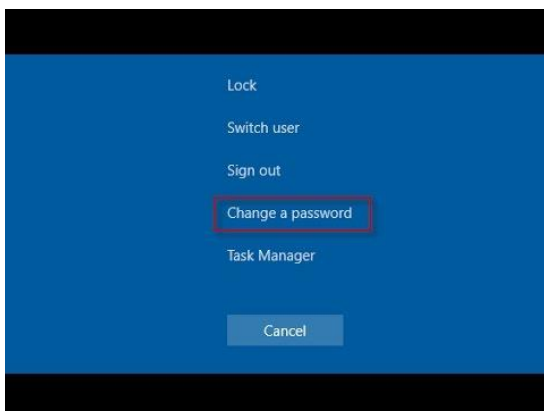 Lock
Switch user
Sign out
Change a password
Task Manager
Cancel